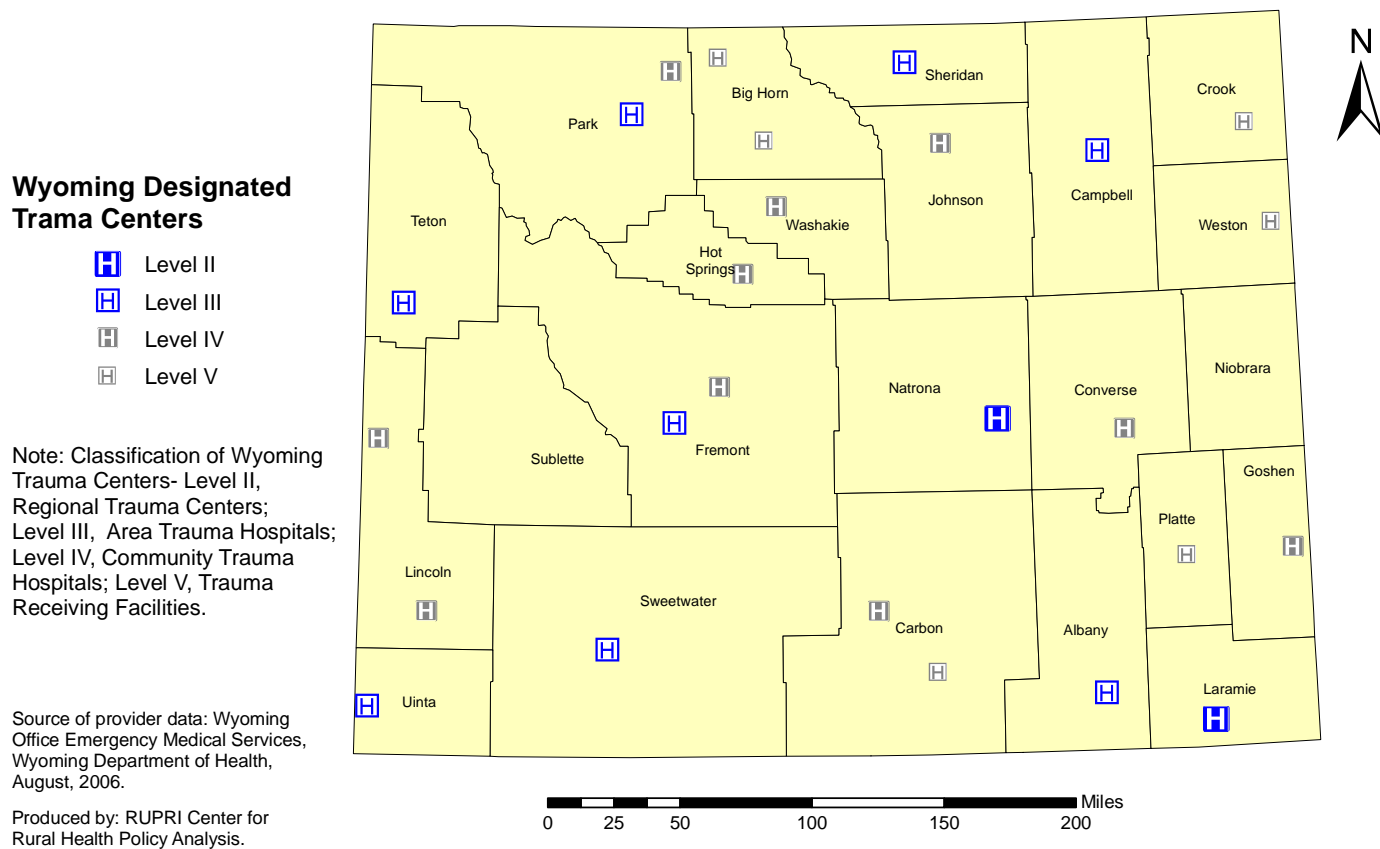 Wyoming Designated
Trama Centers
H Level II
H Level III
H Level IV
H Level V
Note: Classification of Wyoming
Trauma Centers- Level II,
Regional Trauma Centers;
Level III, Area Trauma Hospitals;
Level IV, Community Trauma
Hospitals; Level V, Trauma
Receiving Facilities.
Source of provider data: Wyoming
Office Emergency Medical Services,
Wyoming Department of Health,
August, 2006.
Produced by: RUPRI Center for
Rural Health Policy Analysis.
N
H
H
Sheridan
H
Big Horn
Crook
H
Park
H
H
H
H
Campbell
Johnson
H
Teton
Washakie
Weston
H
Hot
Springs
H
H
Niobrara
H
Natrona
Converse
H
H
H
H
Fremont
Sublette
Goshen
Platte
H
H
Lincoln
H
Sweetwater
H
Carbon
Albany
H
H
H
Uinta
H
H
Laramie
H
Miles
0 25 50 100 150 200